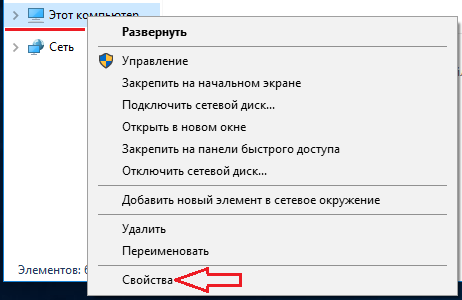 Этот компьютер
Развернуть
Сеть
Управление
Закрепить на начальном экране
Подключить сетевой диск...
Открыть в новом окне
Закрепить на панели быстрого доступа
Отключить сетевой диск...
Добавить новый элемент в сетевое окружение
Удалить
Переименовать
Элементов:
Свойства